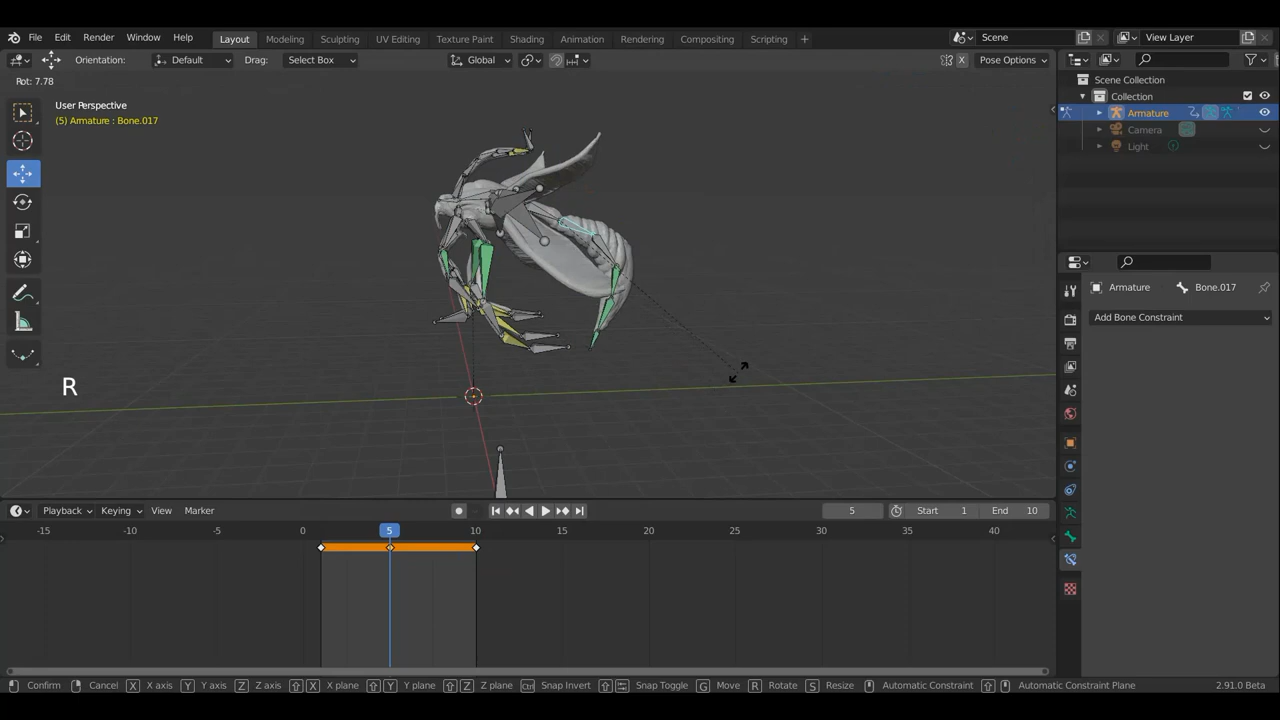 File Edit Render Window Help Layout Modeling Sculpting UV Editing Texture Paint Shading Animation Rendering Compositing Scripting + Scene View Layer
Orientation: Default Drag: Select Box Global X Pose Options
Rot: 7.78
User Perspective
(5) Armature : Bone.017
R
Scene Collection
Collection
Armature
Camera
Light
Armature Bone.017
Add Bone Constraint
Playback Keying View Marker 5 Start 1 End 10
-15 -10 0 5 10 15 20 25 30 35 40
Confirm Cancel X X axis Y Y axis Z Z axis X X plane Y Y plane Z Z plane Ctrl Snap Invert Snap Toggle G Move R Rotate S Resize Automatic Constraint Automatic Constraint Plane 2.91.0 Beta